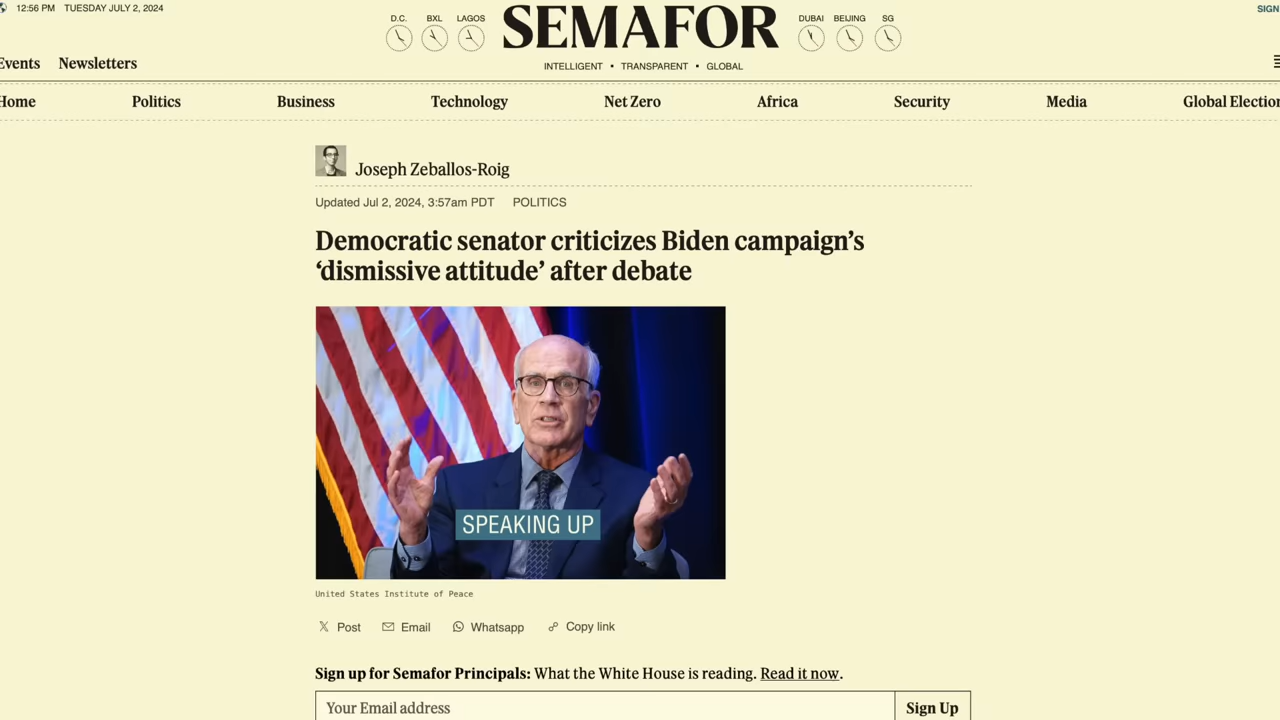 12:56 PM TUESDAY JULY 2, 2024
SIGN
D.C. BXL LAGOS
SEMAFOR
DUBAI BEIJING SG
INTELLIGENT • TRANSPARENT • GLOBAL
Events Newsletters
Home Politics Business Technology Net Zero Africa Security Media Global Election
Joseph Zeballos-Roig
Updated Jul 2, 2024, 3:57am PDT POLITICS
Democratic senator criticizes Biden campaign’s
‘dismissive attitude’ after debate
SPEAKING UP
United States Institute of Peace
Post Email Whatsapp Copy link
Sign up for Semafor Principals: What the White House is reading. Read it now.
Your Email address Sign Up